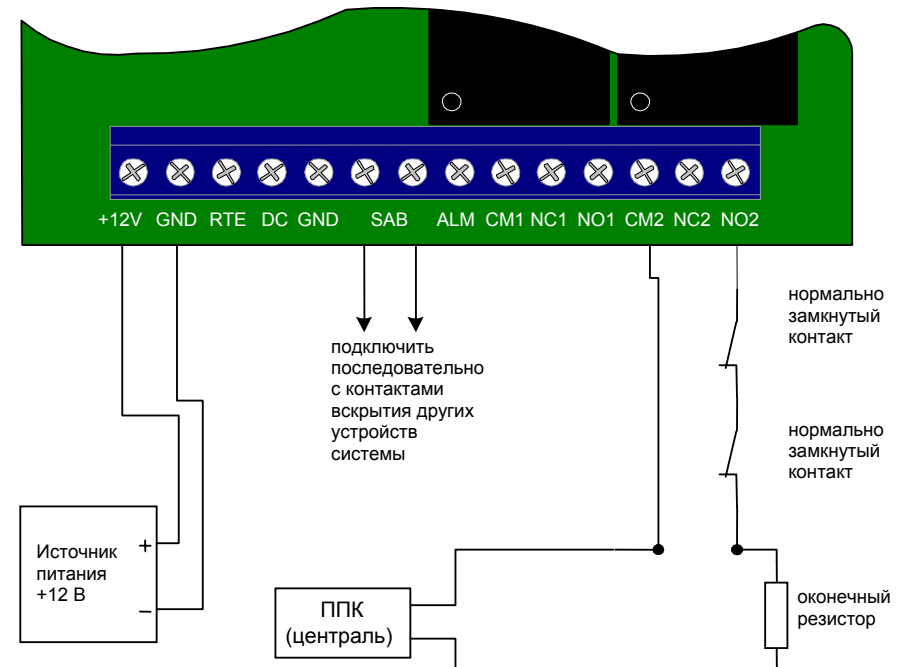 +12V GND RTE DC GND SAB ALM CM1 NC1 NO1 CM2 NC2 NO2
нормально
замкнутый
контакт
подключить
последовательно
с контактами
вскрытия других
устройств
системы
нормально
замкнутый
контакт
Источник
питания
+12 В
+
−
ППК
(централь)
оконечный
резистор